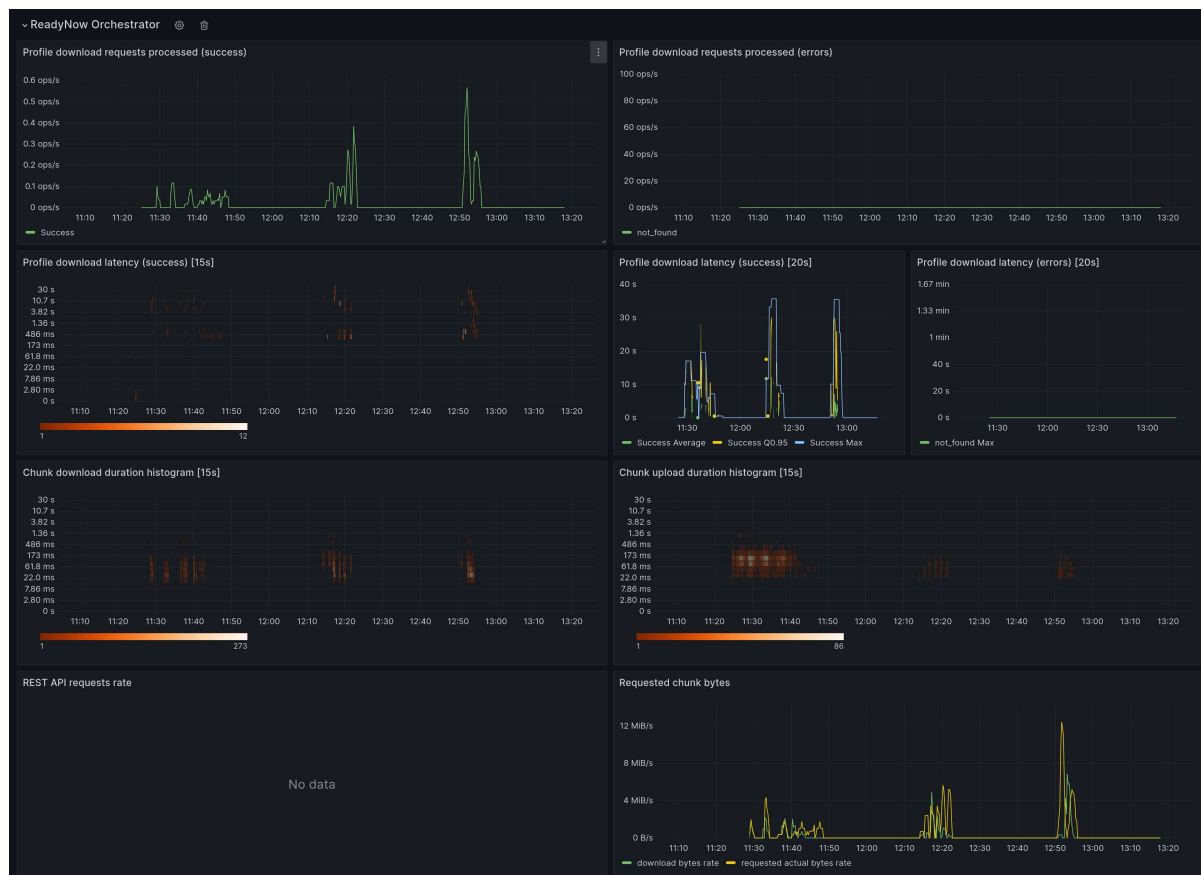 ReadyNow Orchestrator
Profile download requests processed (success)
0.6 ops/s
0.5 ops/s
0.4 ops/s
0.3 ops/s
0.2 ops/s
0.1 ops/s
0 ops/s
11:10 11:20 11:30 11:40 11:50 12:00 12:10 12:20 12:30 12:40 12:50 13:00 13:10 13:20
Success
Profile download requests processed (errors)
100 ops/s
80 ops/s
60 ops/s
40 ops/s
20 ops/s
0 ops/s
11:10 11:20 11:30 11:40 11:50 12:00 12:10 12:20 12:30 12:40 12:50 13:00 13:10 13:20
not_found
Profile download latency (success) [15s]
30 s
10.7 s
3.82 s
1.36 s
486 ms
173 ms
61.8 ms
22.0 ms
7.86 ms
2.80 ms
0 s
11:10 11:20 11:30 11:40 11:50 12:00 12:10 12:20 12:30 12:40 12:50 13:00 13:10 13:20
1 12
Profile download latency (success) [20s]
40 s
30 s
20 s
10 s
0 s
11:30 12:00 12:30 13:00
Success Average Success Q0.95 Success Max
Profile download latency (errors) [20s]
1.67 min
1.33 min
1 min
40 s
20 s
0 s
11:30 12:00 12:30 13:00
not_found Max
Chunk download duration histogram [15s]
30 s
10.7 s
3.82 s
1.36 s
486 ms
173 ms
61.8 ms
22.0 ms
7.86 ms
2.80 ms
0 s
11:10 11:20 11:30 11:40 11:50 12:00 12:10 12:20 12:30 12:40 12:50 13:00 13:10 13:20
1 273
Chunk upload duration histogram [15s]
30 s
10.7 s
3.82 s
1.36 s
486 ms
173 ms
61.8 ms
22.0 ms
7.86 ms
2.80 ms
0 s
11:10 11:20 11:30 11:40 11:50 12:00 12:10 12:20 12:30 12:40 12:50 13:00 13:10 13:20
1 86
REST API requests rate
No data
Requested chunk bytes
12 MiB/s
8 MiB/s
4 MiB/s
0 B/s
11:10 11:20 11:30 11:40 11:50 12:00 12:10 12:20 12:30 12:40 12:50 13:00 13:10 13:20
download bytes rate requested actual bytes rate